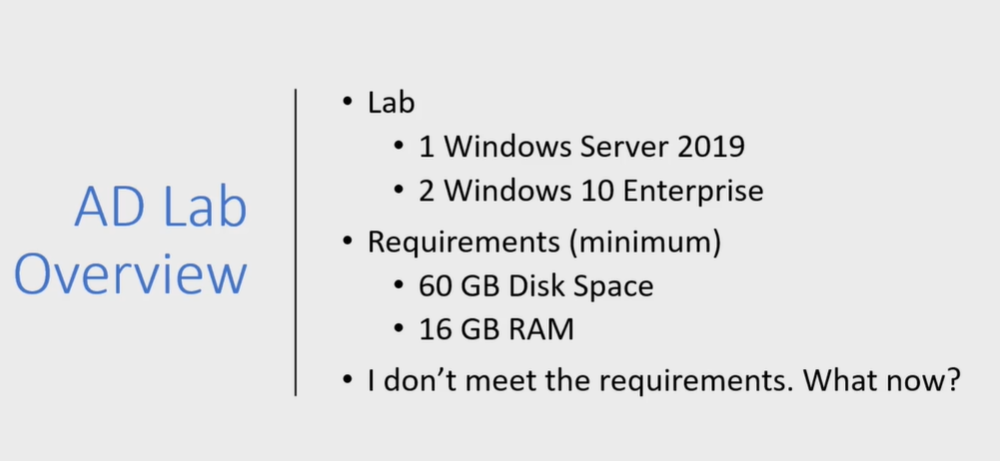 AD Lab
Overview
• Lab
• 1 Windows Server 2019
• 2 Windows 10 Enterprise
• Requirements (minimum)
• 60 GB Disk Space
• 16 GB RAM
• I don’t meet the requirements. What now?